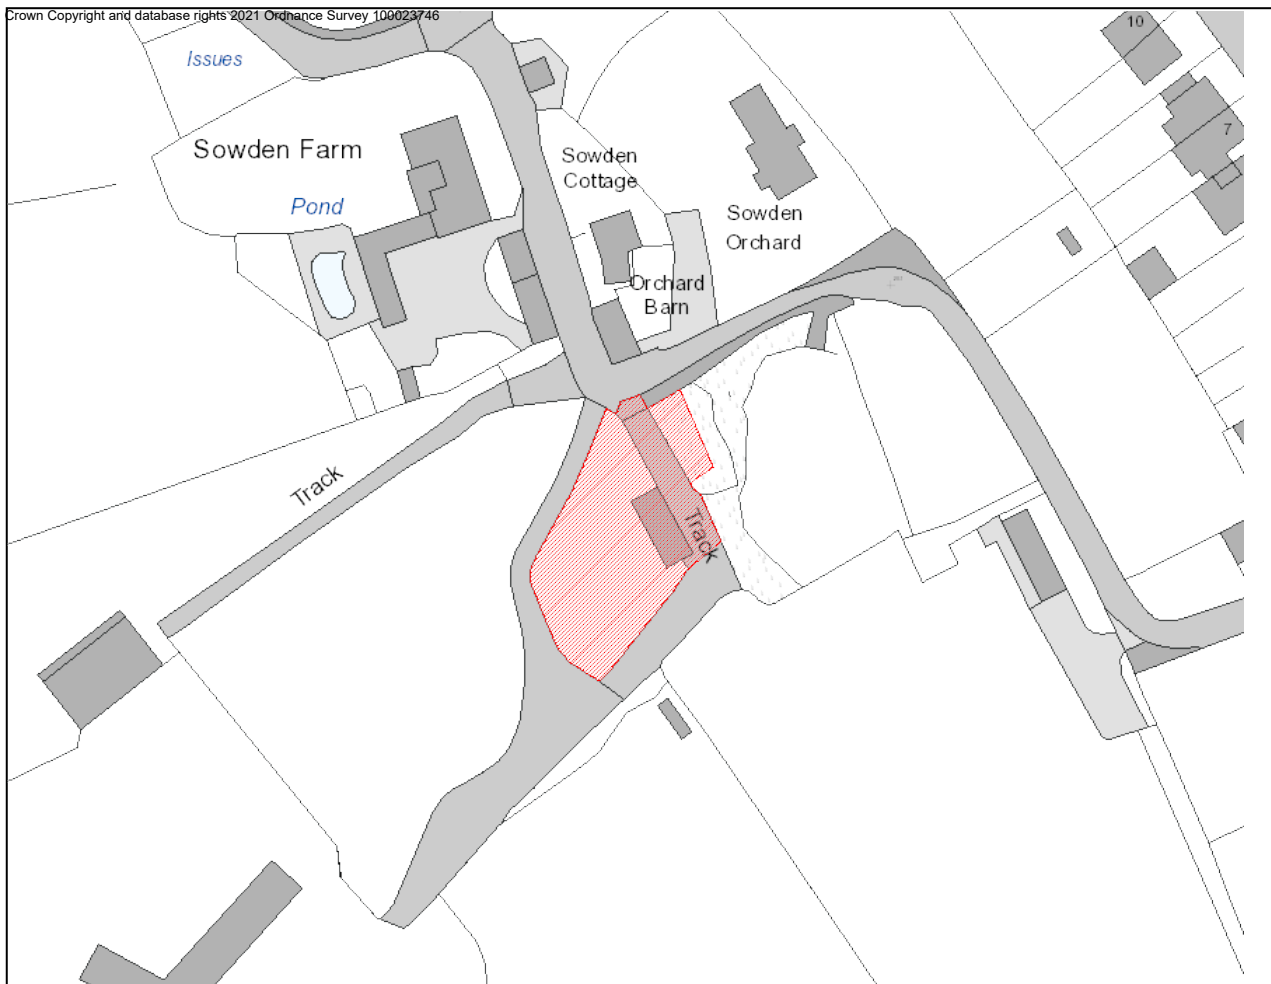 Crown Copyright and database rights 2021 Ordnance Survey 100023746
Issues
10
7
Sowden Farm
Sowden
Cottage
Pond
Sowden
Orchard
Orchard
Barn
Track
Track